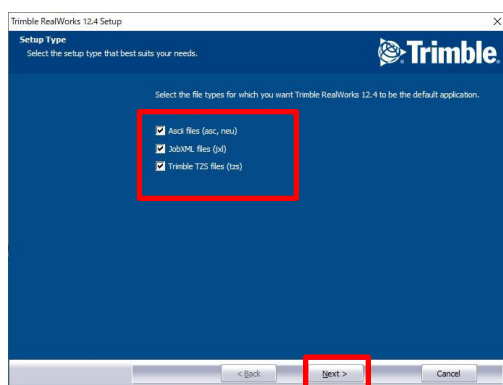 Trimble RealWorks 12.4 Setup
Setup Type
Select the setup type that best suits your needs.
Trimble.
Select the file types for which you want Trimble RealWorks 12.4 to be the default application.
Ascii files (asc, neu)
JobXML files (jxl)
Trimble TZS files (tzs)
< Back
Next >
Cancel